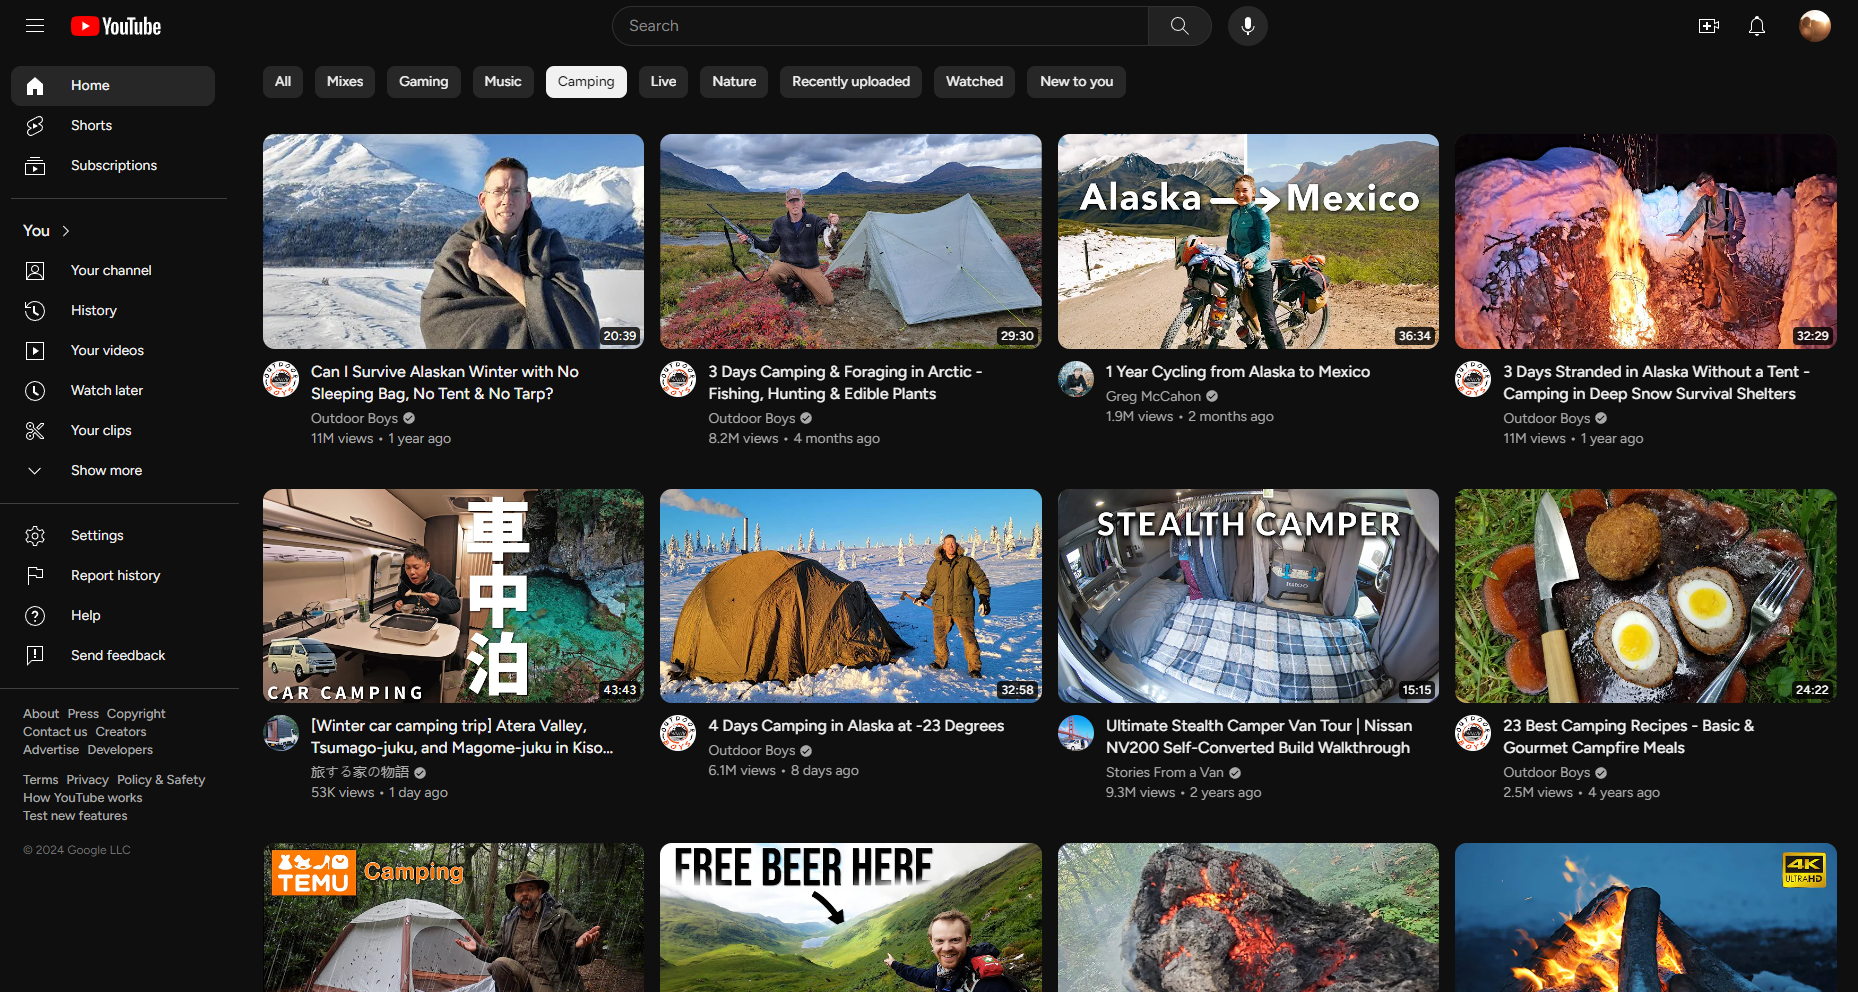 YouTube
Search
Home
Shorts
Subscriptions
You
Your channel
History
Your videos
Watch later
Your clips
Show more
Settings
Report history
Help
Send feedback
About Press Copyright
Contact us Creators
Advertise Developers
Terms Privacy Policy & Safety
How YouTube works
Test new features
© 2024 Google LLC
All
Mixes
Gaming
Music
Camping
Live
Nature
Recently uploaded
Watched
New to you
20:39
Can I Survive Alaskan Winter with No
Sleeping Bag, No Tent & No Tarp?
Outdoor Boys
11M views • 1 year ago
29:30
3 Days Camping & Foraging in Arctic -
Fishing, Hunting & Edible Plants
Outdoor Boys
8.2M views • 4 months ago
Alaska
Mexico
36:34
1 Year Cycling from Alaska to Mexico
Greg McCahon
1.9M views • 2 months ago
32:29
3 Days Stranded in Alaska Without a Tent -
Camping in Deep Snow Survival Shelters
Outdoor Boys
11M views • 1 year ago
車中泊
CAR CAMPING
43:43
[Winter car camping trip] Atera Valley,
Tsumago-juku, and Magome-juku in Kiso...
旅する家の物語
53K views • 1 day ago
32:58
4 Days Camping in Alaska at -23 Degrees
Outdoor Boys
6.1M views • 8 days ago
STEALTH CAMPER
15:15
Ultimate Stealth Camper Van Tour | Nissan
NV200 Self-Converted Build Walkthrough
Stories From a Van
9.3M views • 2 years ago
24:22
23 Best Camping Recipes - Basic &
Gourmet Campfire Meals
Outdoor Boys
2.5M views • 4 years ago
TEMU
Camping
FREE BEER HERE
4K
ULTRA HD